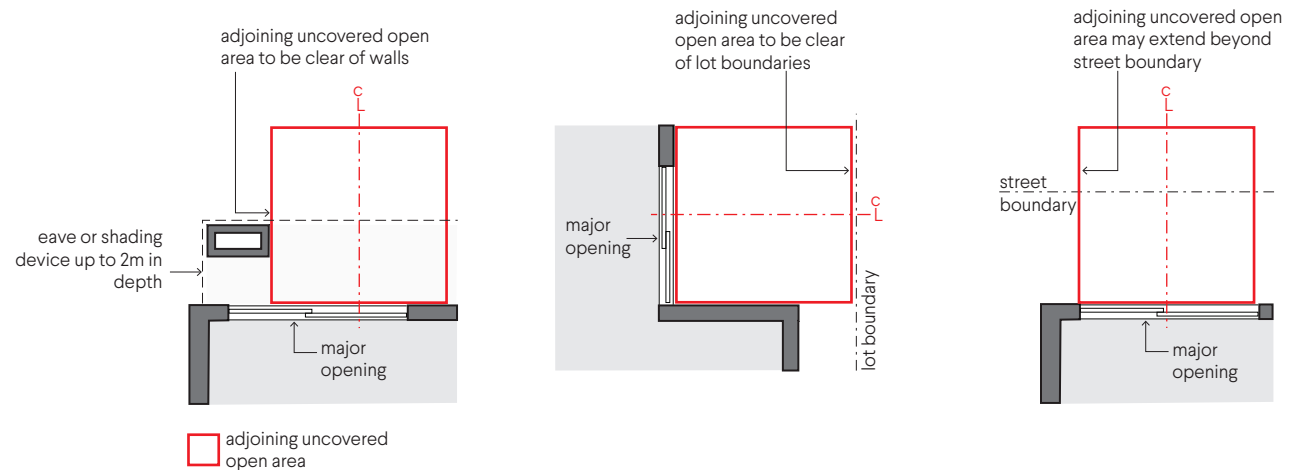 adjoining uncovered open
area to be clear of walls
C
L
eave or shading
device up to 2m in
depth
major
opening
adjoining uncovered
open area
adjoining uncovered
open area to be clear
of lot boundaries
major
opening
C
L
lot boundary
adjoining uncovered open
area may extend beyond
street boundary
C
L
street
boundary
major
opening